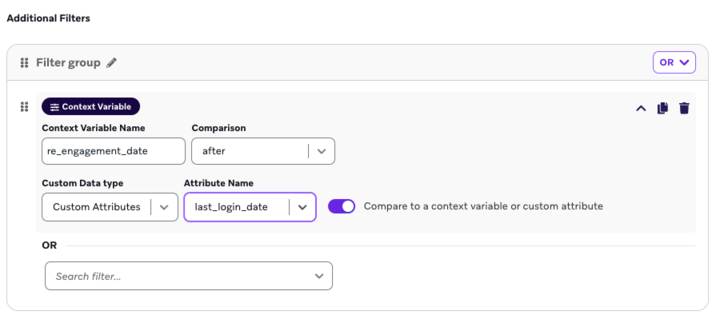 Additional Filters
Filter group
OR
Context Variable
Context Variable Name
Comparison
re_engagement_date
after
Custom Data type
Attribute Name
Custom Attributes
last_login_date
Compare to a context variable or custom attribute
OR
Search filter...